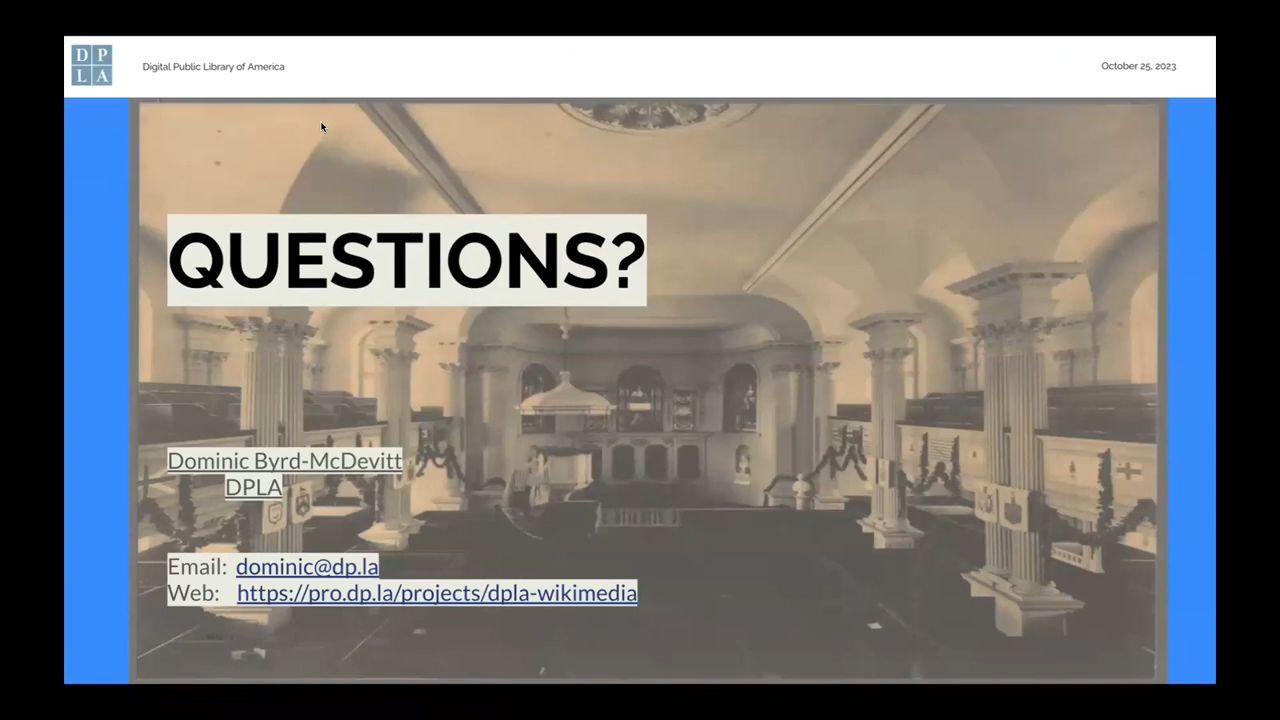 D P
L A
Digital Public Library of America
October 25, 2023
QUESTIONS?
Dominic Byrd-McDevitt
DPLA
Email: dominic@dp.la
Web: https://pro.dp.la/projects/dpla-wikimedia